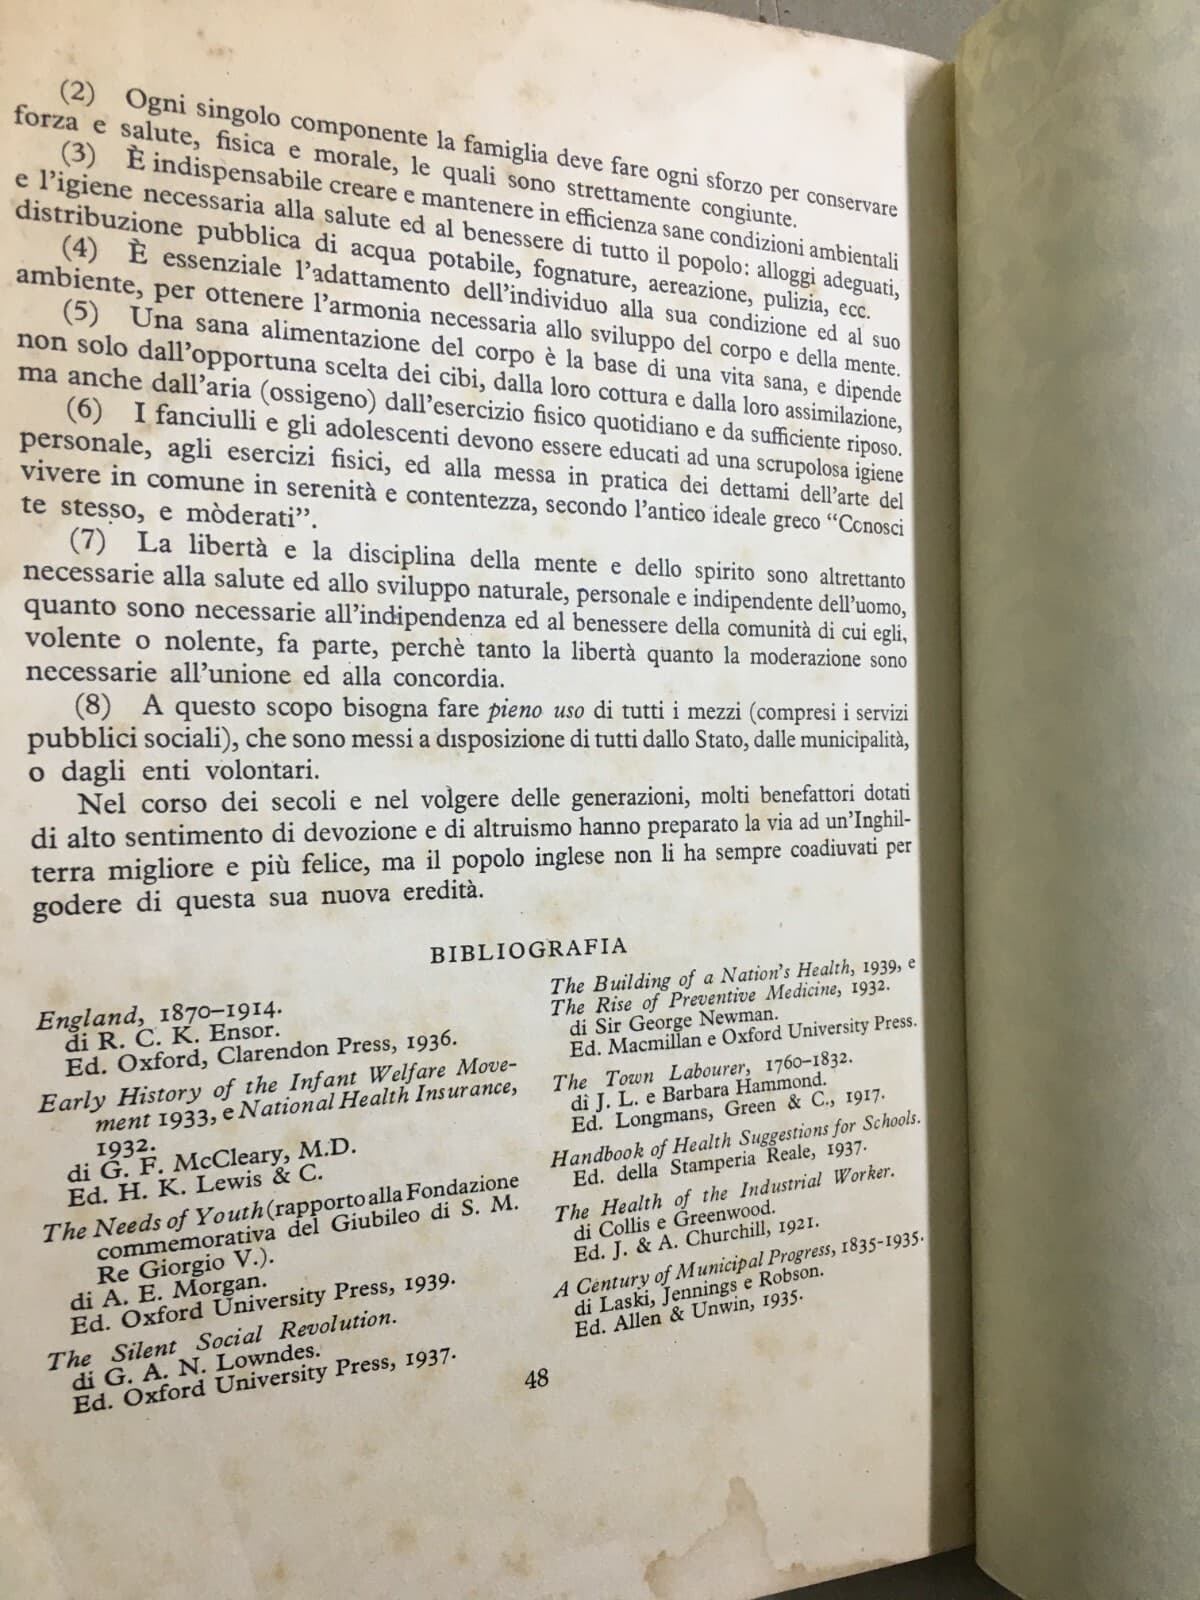 (2) Ogni singolo componente la famiglia deve fare ogni sforzo per conservare
forza e salute, fisica e morale, le quali sono strettamente congiunte.
(3) È indispensabile creare e mantenere in efficienza sane condizioni ambientali
e l'igiene necessaria alla salute ed al benessere di tutto il popolo: alloggi adeguati,
distribuzione pubblica di acqua potabile, fognature, aereazione, pulizia, ecc.
(4) È essenziale l'adattamento dell'individuo alla sua condizione ed al suo
ambiente, per ottenere l'armonia necessaria allo sviluppo del corpo e della mente.
(5) Una sana alimentazione del corpo è la base di una vita sana, e dipende
non solo dall'opportuna scelta dei cibi, dalla loro cottura e dalla loro assimilazione,
ma anche dall'aria (ossigeno) dall'esercizio fisico quotidiano e da sufficiente riposo.
(6) I fanciulli e gli adolescenti devono essere educati ad una scrupolosa igiene
personale, agli esercizi fisici, ed alla messa in pratica dei dettami dell'arte del
vivere in comune in serenità e contentezza, secondo l'antico ideale greco "Conosci
te stesso, e mòderati".
(7) La libertà e la disciplina della mente e dello spirito sono altrettanto
necessarie alla salute ed allo sviluppo naturale, personale e indipendente dell'uomo,
quanto sono necessarie all'indipendenza ed al benessere della comunità di cui egli,
volente o nolente, fa parte, perchè tanto la libertà quanto la moderazione sono
necessarie all'unione ed alla concordia.
(8) A questo scopo bisogna fare pieno uso di tutti i mezzi (compresi i servizi
pubblici sociali), che sono messi a disposizione di tutti dallo Stato, dalle municipalità,
o dagli enti volontari.
Nel corso dei secoli e nel volgere delle generazioni, molti benefattori dotati
di alto sentimento di devozione e di altruismo hanno preparato la via ad un'Inghil-
terra migliore e più felice, ma il popolo inglese non li ha sempre coadiuvati per
godere di questa sua nuova eredità.
BIBLIOGRAFIA
England, 1870–1914.
di R. C. K. Ensor.
Ed. Oxford, Clarendon Press, 1936.
Early History of the Infant Welfare Move-
ment 1933, e National Health Insurance,
1932.
di G. F. McCleary, M.D.
Ed. H. K. Lewis & C.
The Needs of Youth (rapporto alla Fondazione
commemorativa del Giubileo di S. M.
Re Giorgio V.).
di A. E. Morgan.
Ed. Oxford University Press, 1939.
The Silent Social Revolution.
di G. A. N. Lowndes.
Ed. Oxford University Press, 1937.
The Building of a Nation's Health, 1939, e
The Rise of Preventive Medicine, 1932.
di Sir George Newman.
Ed. Macmillan e Oxford University Press.
The Town Labourer, 1760–1832.
di J. L. e Barbara Hammond.
Ed. Longmans, Green & C., 1917.
Handbook of Health Suggestions for Schools.
Ed. della Stamperia Reale, 1937.
The Health of the Industrial Worker.
di Collis e Greenwood.
Ed. J. & A. Churchill, 1921.
A Century of Municipal Progress, 1835-1935.
di Laski, Jennings e Robson.
Ed. Allen & Unwin, 1935.
48